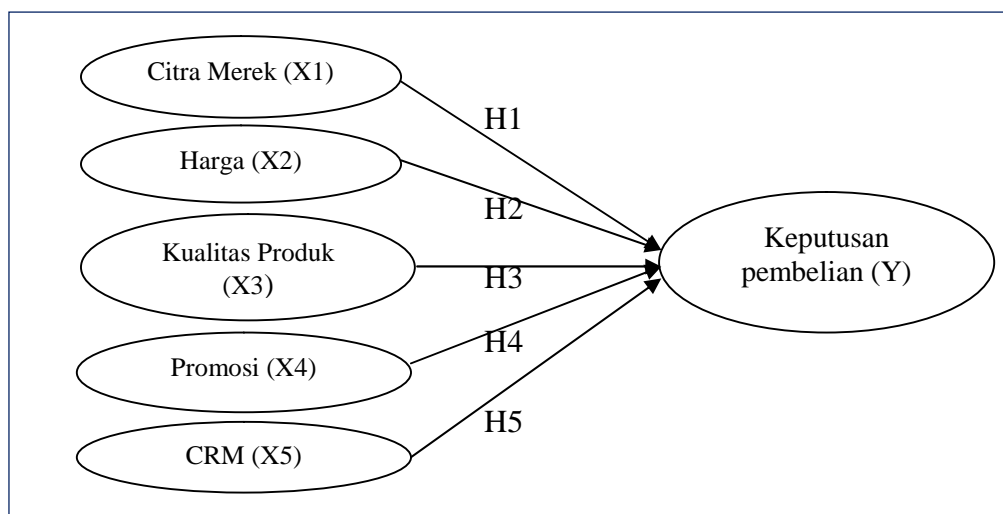 Citra Merek (X1)
H1
Harga (X2)
H2
Kualitas Produk
(X3)
H3
Keputusan
pembelian (Y)
Promosi (X4)
H4
CRM (X5)
H5